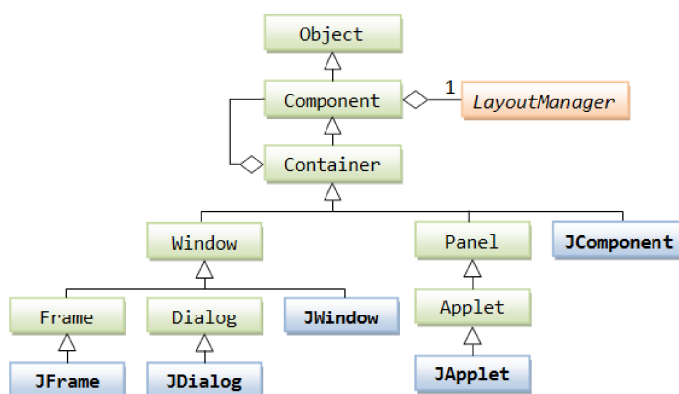 Object
Component
1
LayoutManager
Container
Window
Panel
JComponent
Frame
Dialog
JWindow
Applet
JFrame
JDialog
JApplet